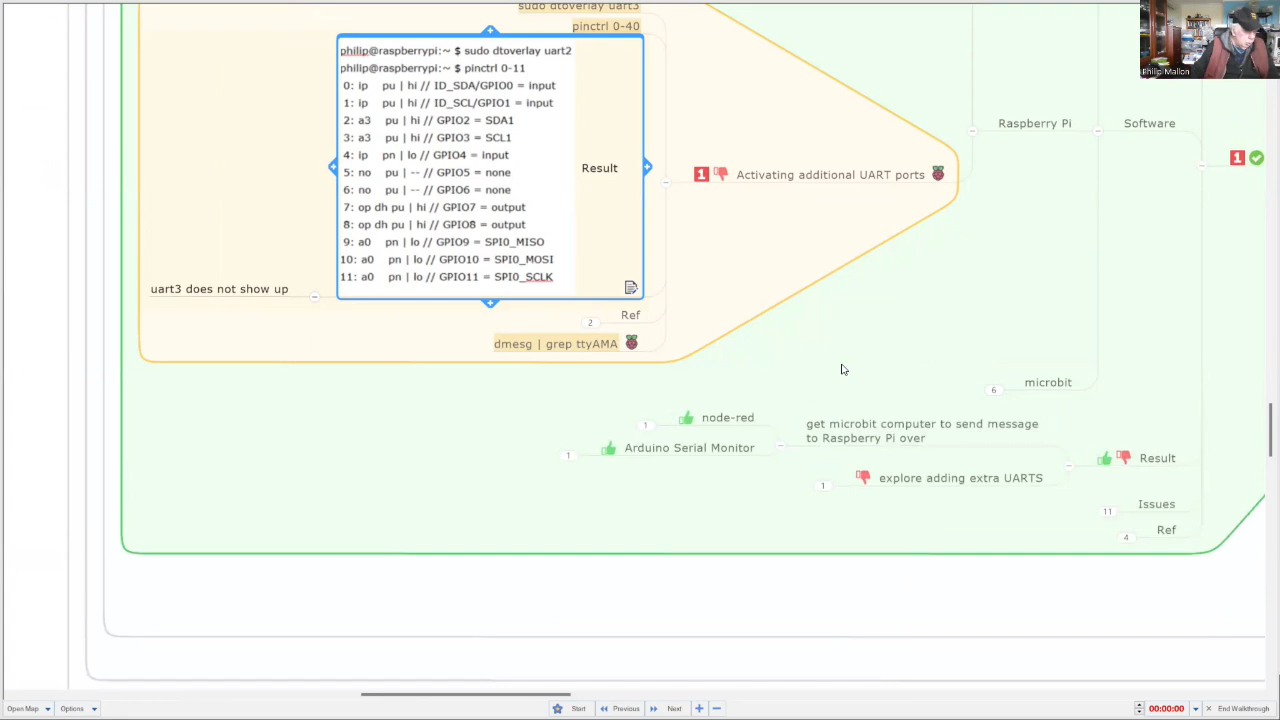 sudo dtoverlay uart3
pinctrl 0-40
philip@raspberrypi:~ $ sudo dtoverlay uart2
philip@raspberrypi:~ $ pinctrl 0-11
0: ip pu | hi // ID_SDA/GPIO0 = input
1: ip pu | hi // ID_SCL/GPIO1 = input
2: a3 pu | hi // GPIO2 = SDA1
3: a3 pu | hi // GPIO3 = SCL1
4: ip pn | lo // GPIO4 = input
5: no pu | -- // GPIO5 = none
6: no pu | -- // GPIO6 = none
7: op dh pu | hi // GPIO7 = output
8: op dh pu | hi // GPIO8 = output
9: a0 pn | lo // GPIO9 = SPI0_MISO
10: a0 pn | lo // GPIO10 = SPI0_MOSI
11: a0 pn | lo // GPIO11 = SPI0_SCLK
Result
uart3 does not show up
2
Ref
dmesg | grep ttyAMA
1 Activating additional UART ports
Raspberry Pi
Software
1
Philip Mallon
6
microbit
1
node-red
1
Arduino Serial Monitor
get microbit computer to send message
to Raspberry Pi over
1
explore adding extra UARTS
Result
11
Issues
4
Ref
Open Map
Options
Start
Previous
Next
00:00:00
End Walkthrough